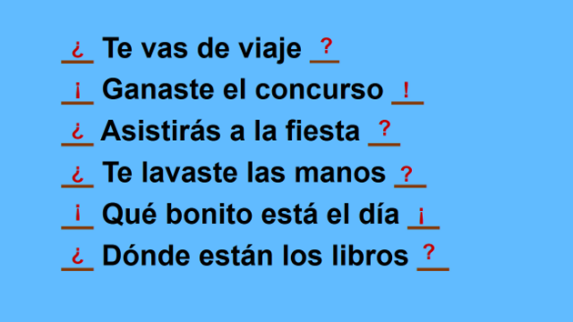 ¿ Te vas de viaje ?
¡ Ganaste el concurso !
¿ Asistirás a la fiesta ?
¿ Te lavaste las manos ?
¡ Qué bonito está el día ¡
¿ Dónde están los libros ?